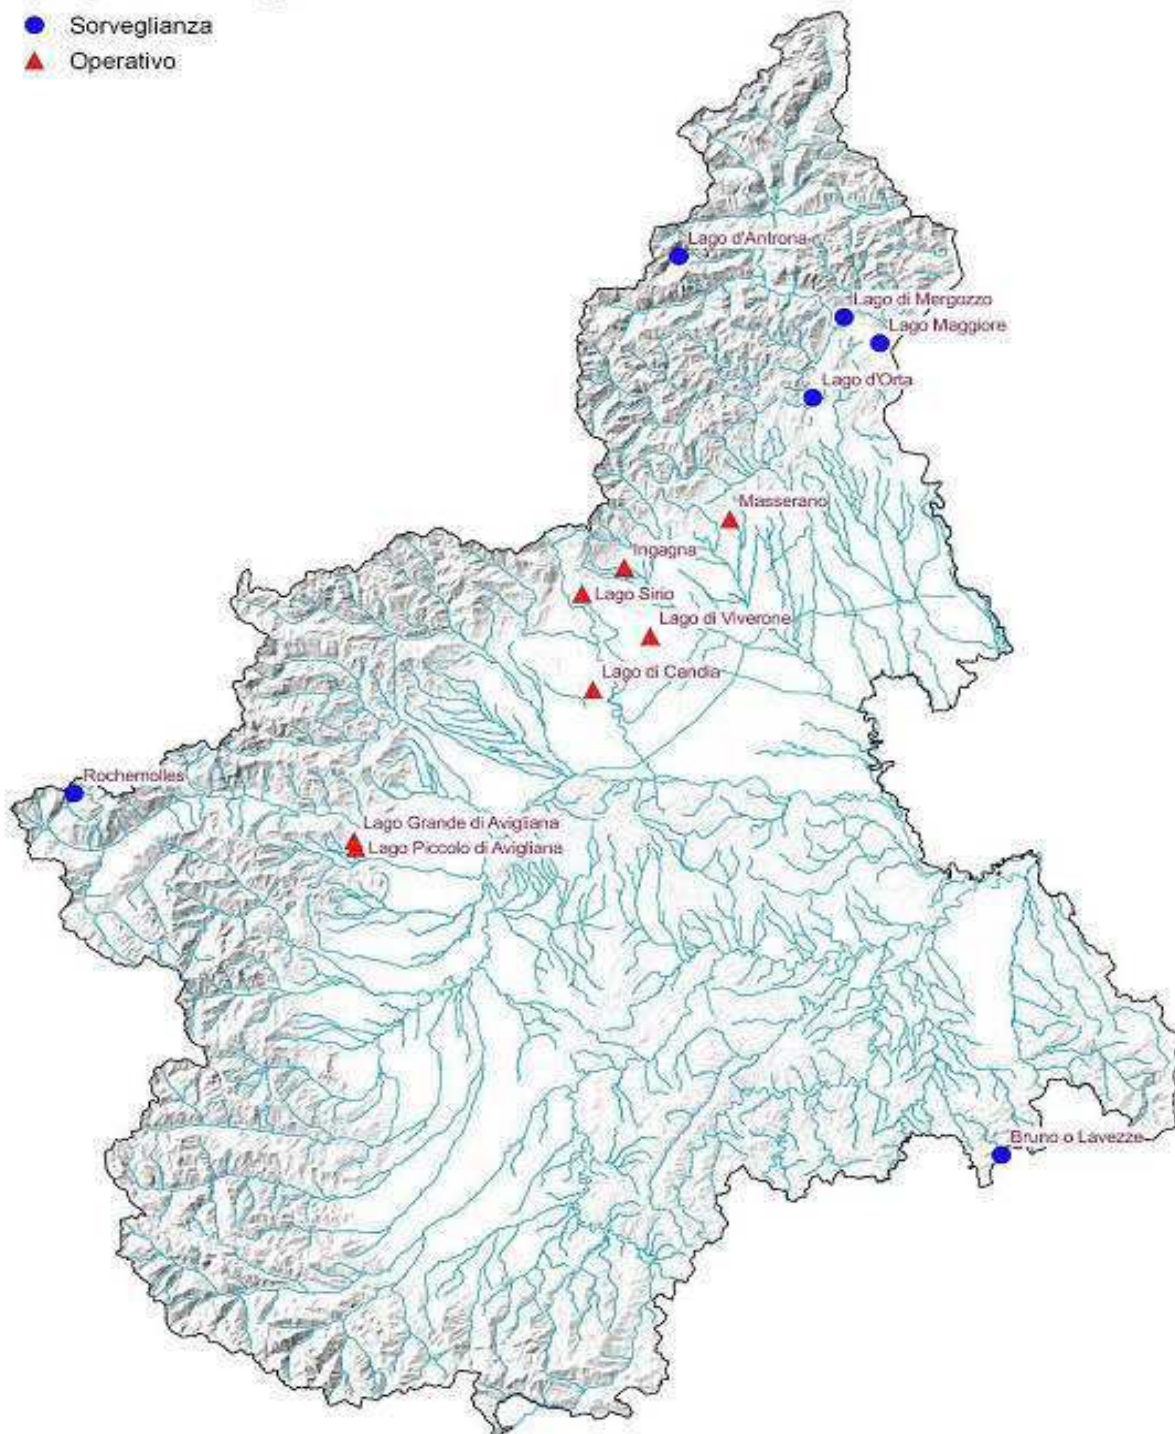 Sorveglianza
Operativo
Lago d'Antrona
Lago di Mergozzo
Lago Maggiore
Lago d'Orta
Masserano
Ingagna
Lago Sirio
Lago di Viverone
Lago di Candia
Rochemolles
Lago Grande di Avigliana
Lago Piccolo di Avigliana
Bruno o Lavezze